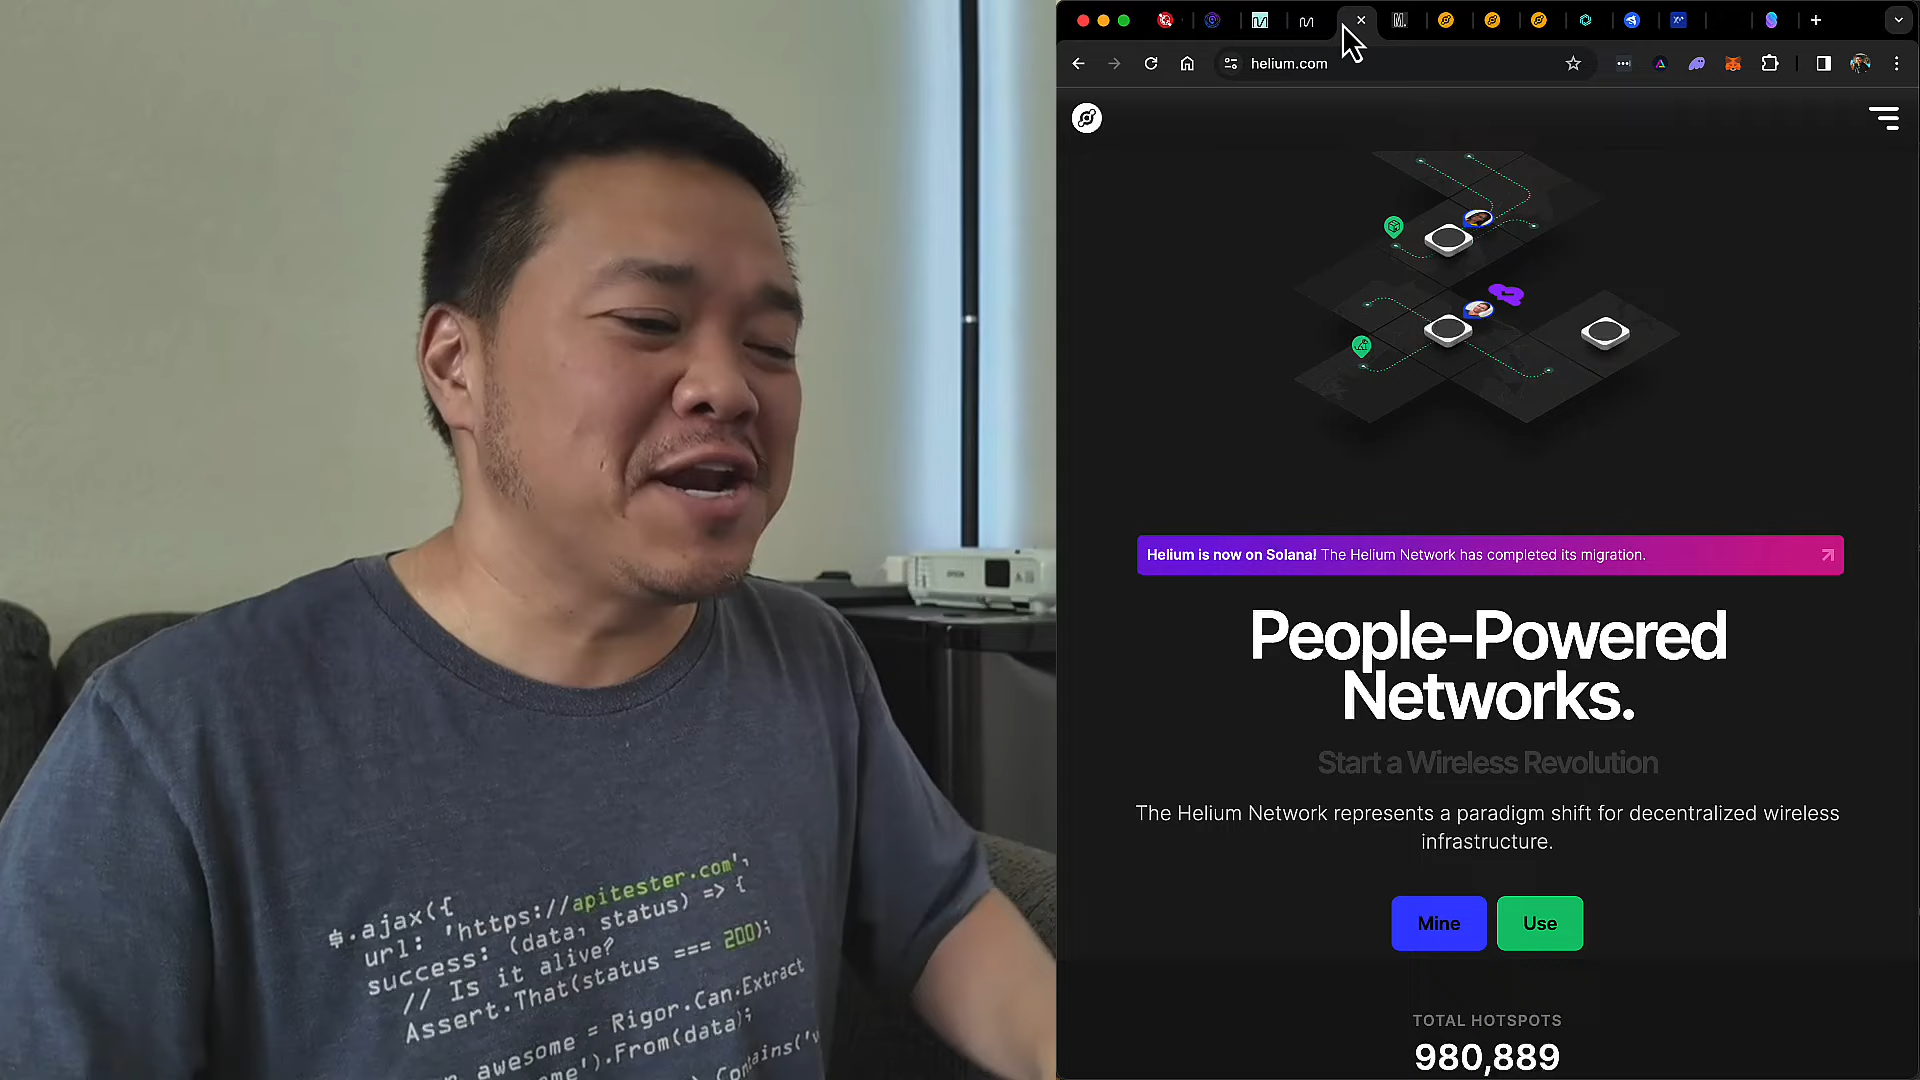 helium.com
Helium is now on Solana! The Helium Network has completed its migration.
People-Powered
Networks.
Start a Wireless Revolution
The Helium Network represents a paradigm shift for decentralized wireless
infrastructure.
Mine
Use
TOTAL HOTSPOTS
980,889
EPSON
$.ajax({
url: 'https://apitester.com',
success: (data, status) => {
// Is it alive?
Assert.That(status === 200);
awesome = Rigor.Can.Extract
').From(data);